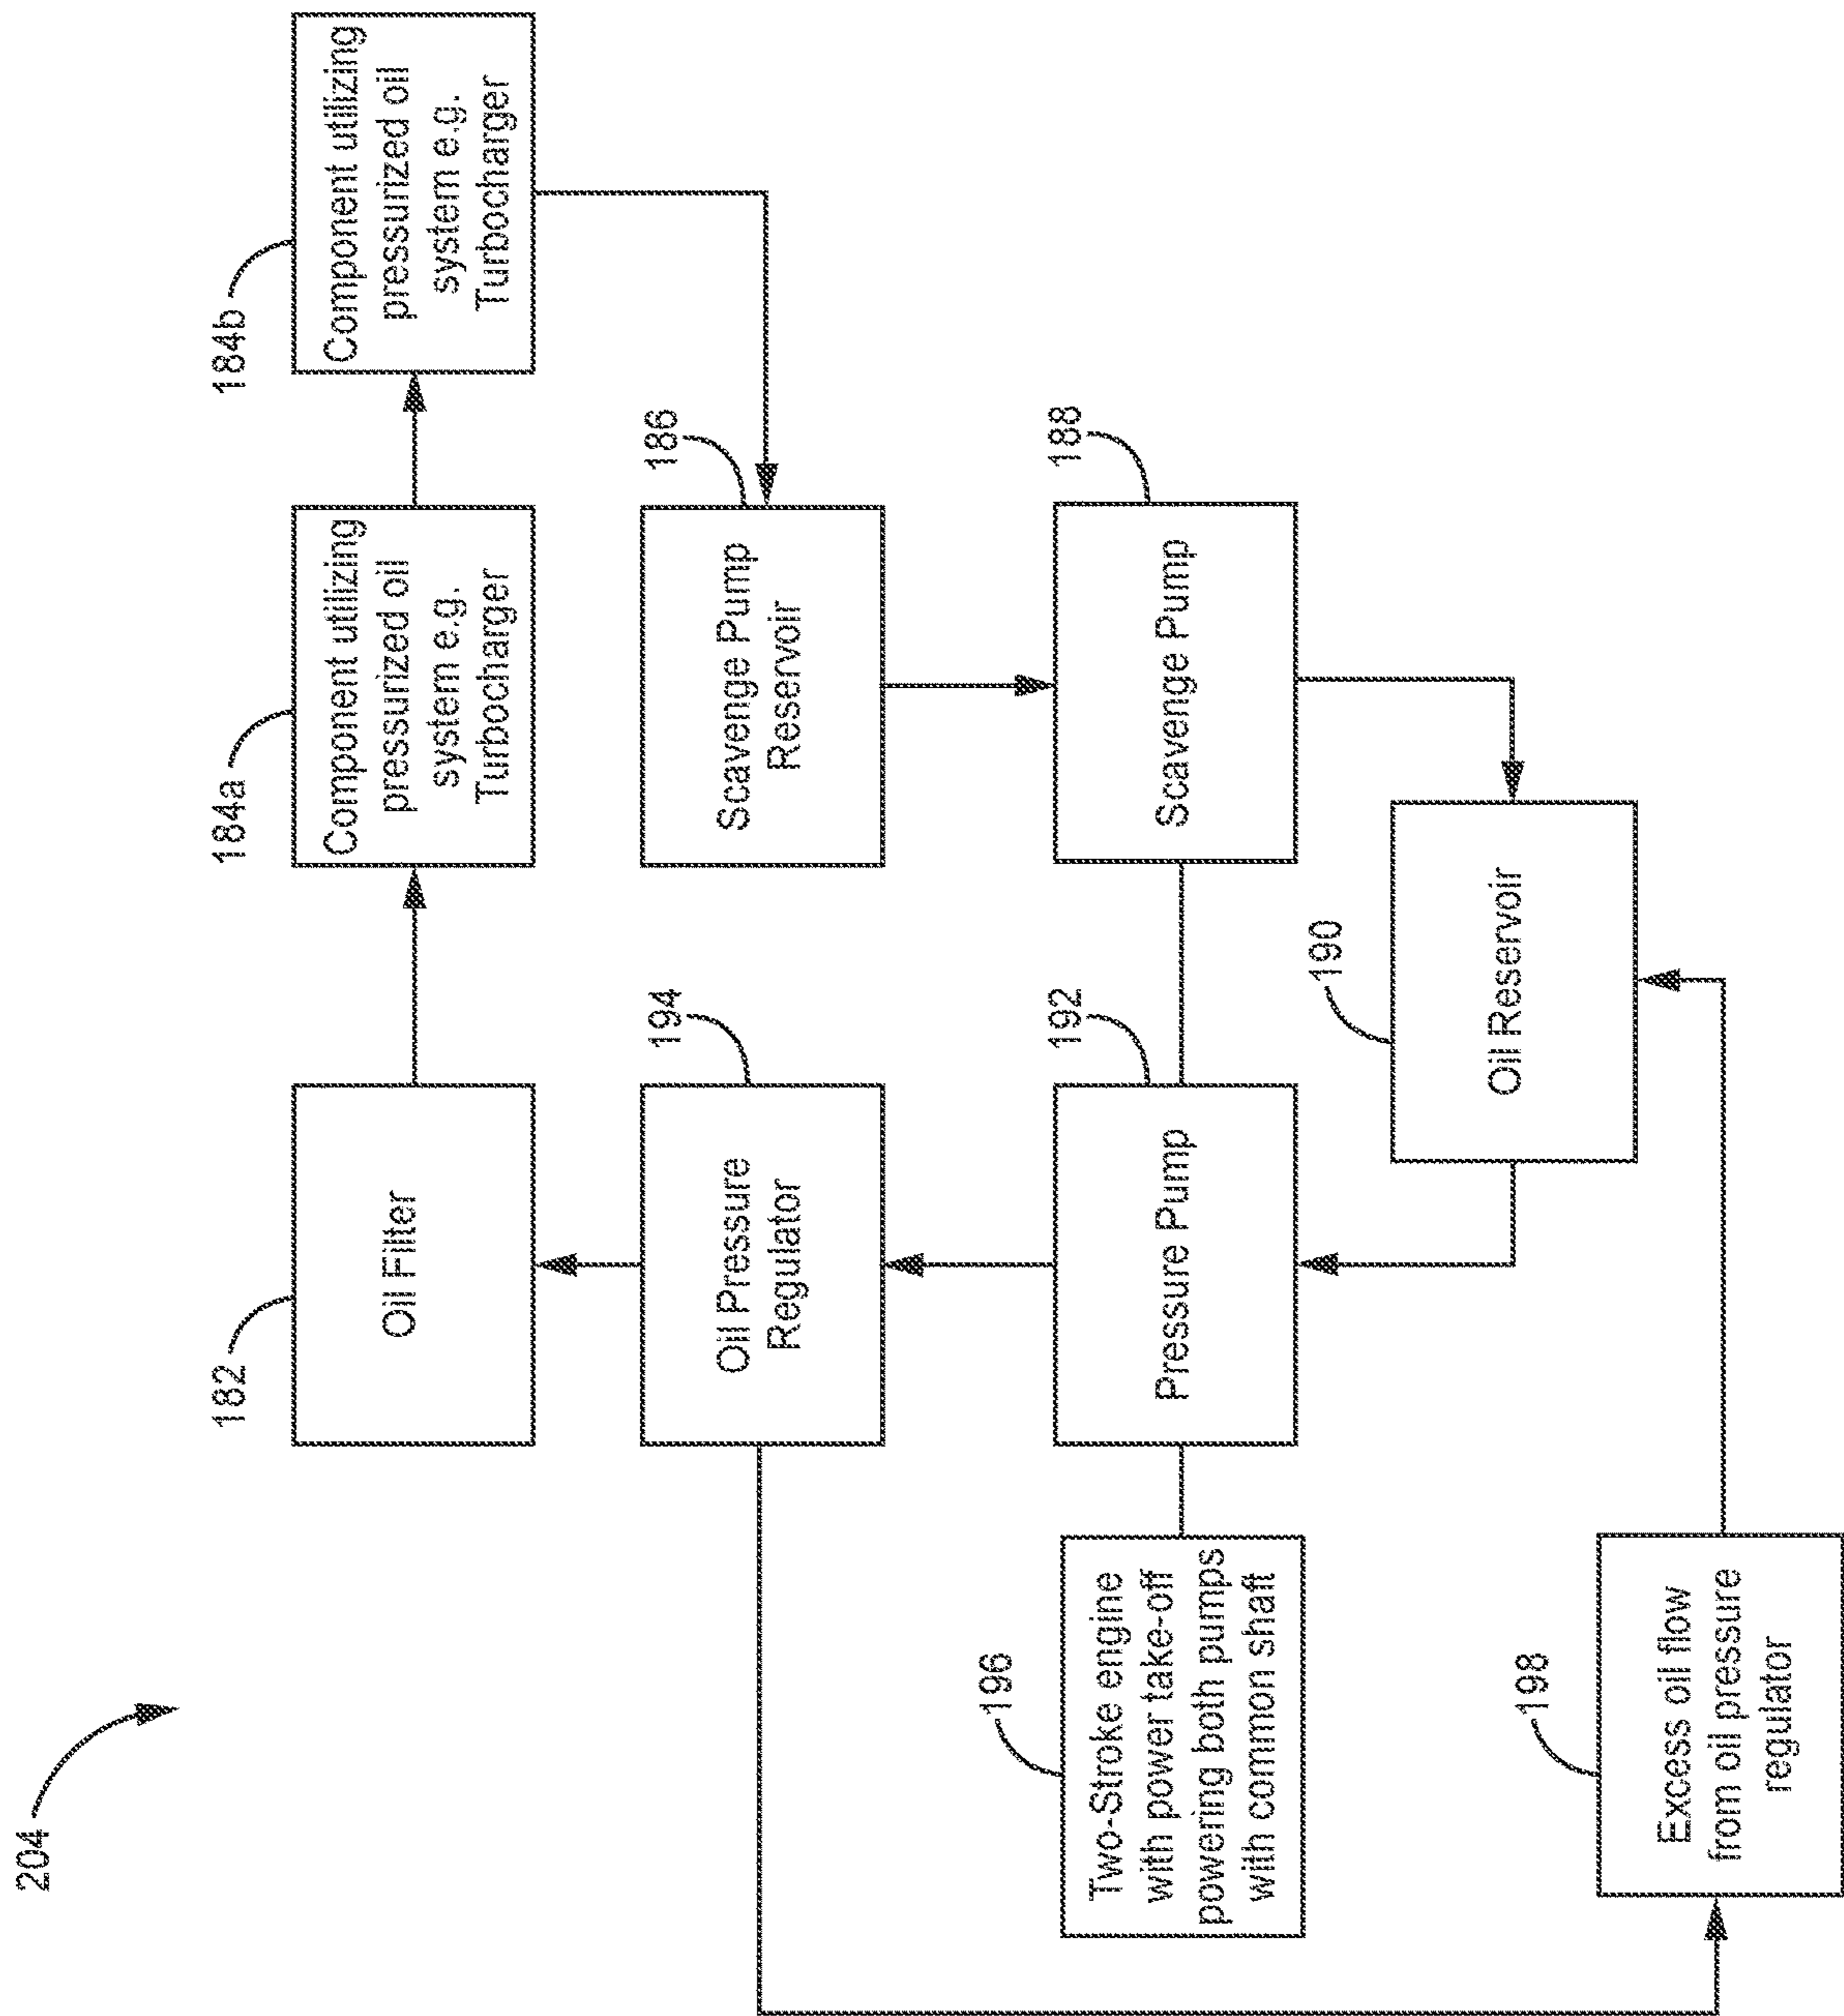 204
182
Oil Filter
184a
Component utilizing
pressurized oil
system e.g.
Turbocharger
184b
Component utilizing
pressurized oil
system e.g.
Turbocharger
194
Oil Pressure
Regulator
186
Scavenge Pump
Reservoir
196
Two-Stroke engine
with power take-off
powering both pumps
with common shaft
192
Pressure Pump
188
Scavenge Pump
190
Oil Reservoir
198
Excess oil flow
from oil pressure
regulator